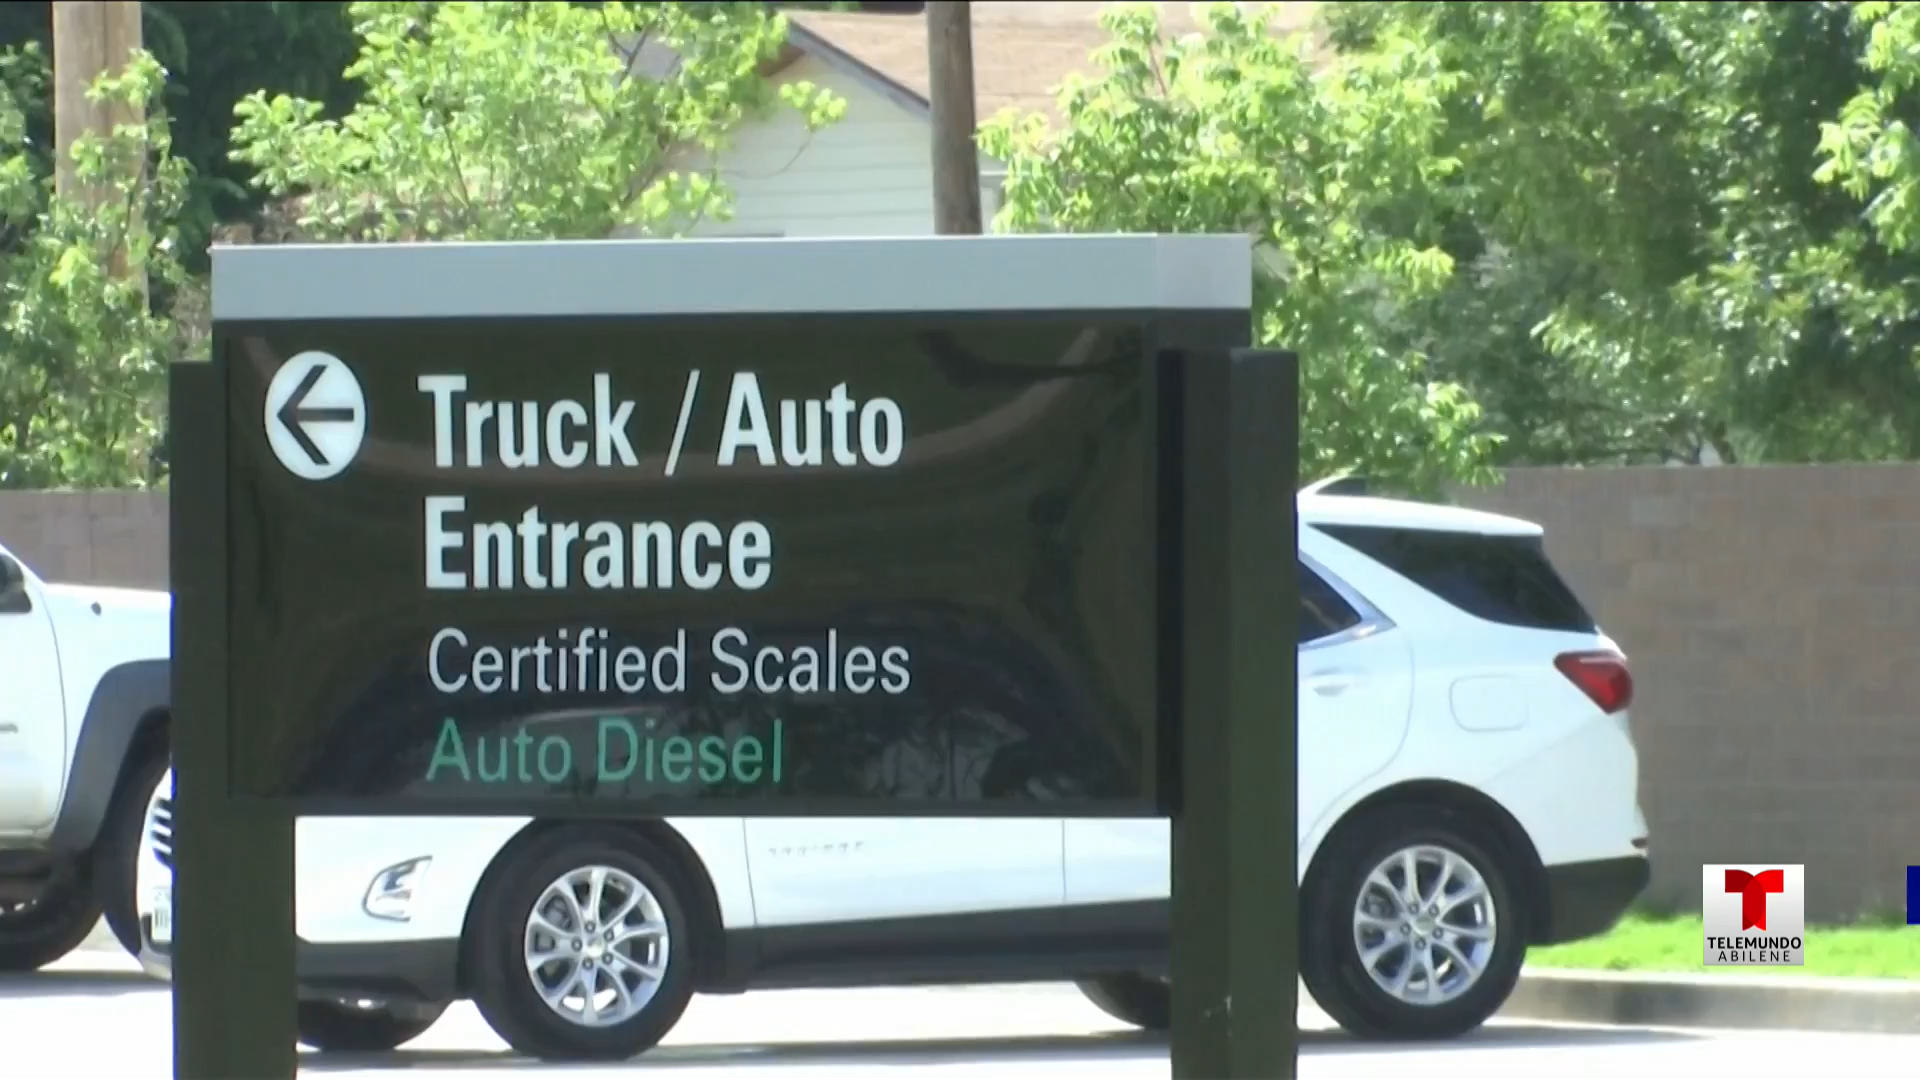 Truck / Auto
Entrance
Certified Scales
Auto Diesel
TELEMUNDO
ABILENE